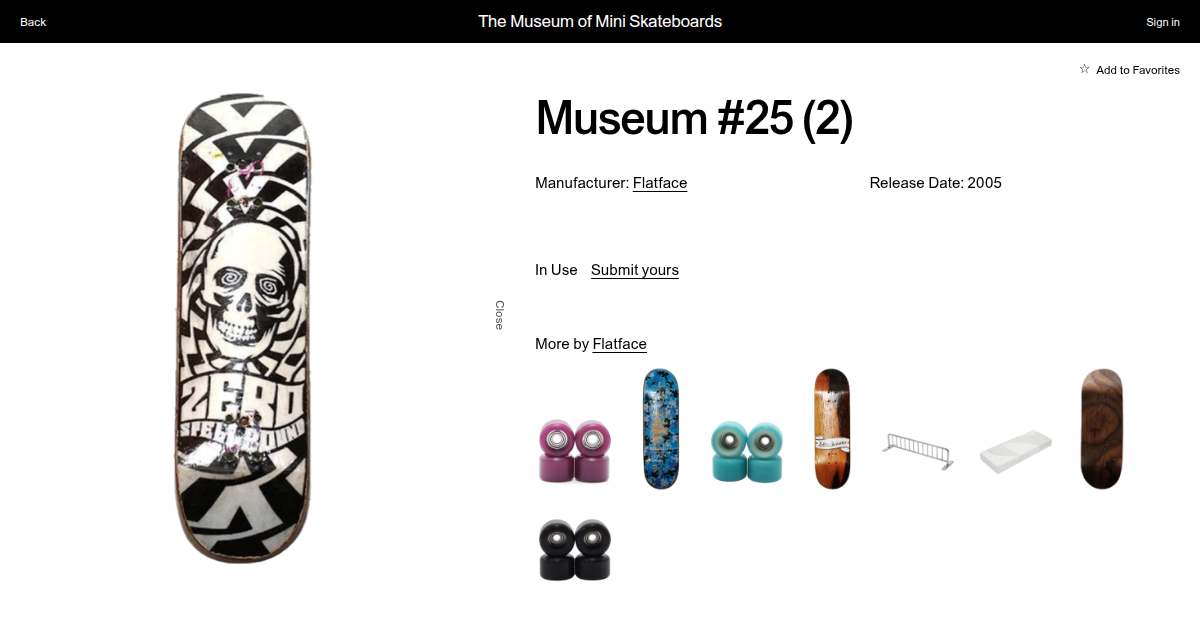 Back
The Museum of Mini Skateboards
Sign in
☆ Add to Favorites
Museum #25 (2)
Manufacturer: Flatface
Release Date: 2005
In Use Submit yours
Close
More by Flatface
ZERO